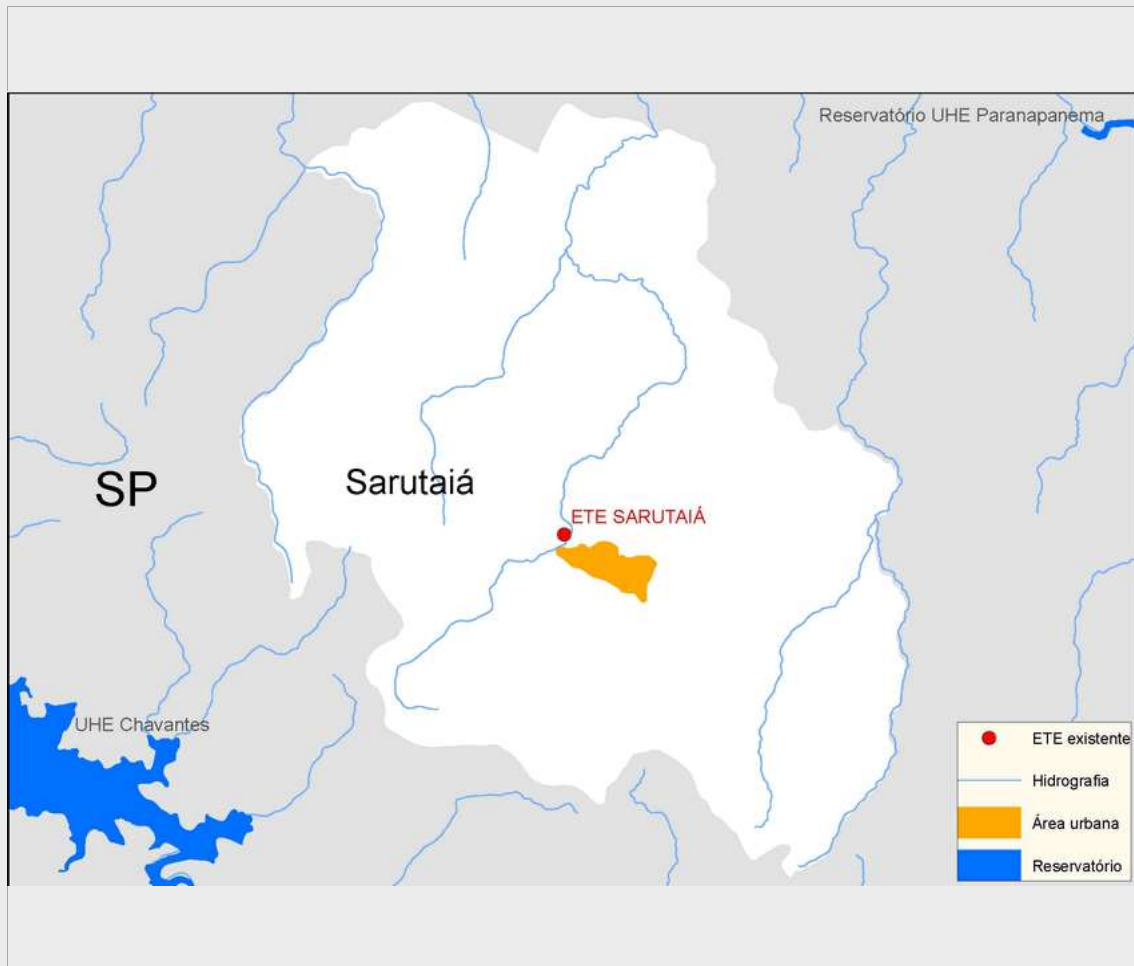 Reservatório UHE Paranapanema
SP
Sarutaiá
ETE SARUTAIÁ
UHE Chavantes
ETE existente
Hidrografia
Área urbana
Reservatório